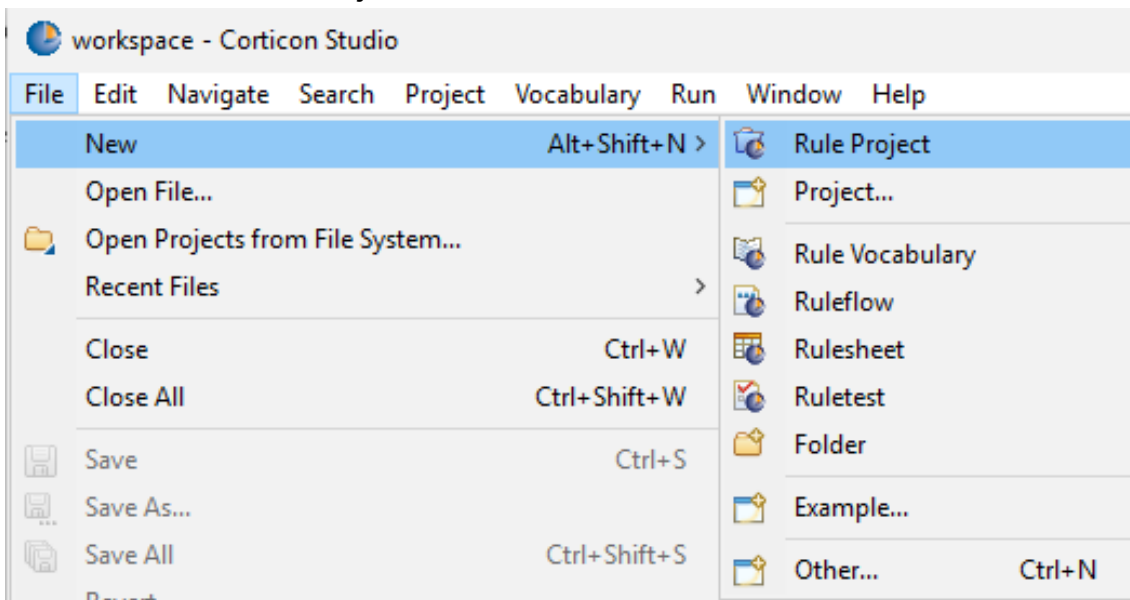 workspace - Corticon Studio
File Edit Navigate Search Project Vocabulary Run Window Help
New Alt+Shift+N >
Open File...
Open Projects from File System...
Recent Files >
Close Ctrl+W
Close All Ctrl+Shift+W
Save Ctrl+S
Save As...
Save All Ctrl+Shift+S
Rule Project
Project...
Rule Vocabulary
Ruleflow
Rulesheet
Ruletest
Folder
Example...
Other... Ctrl+N